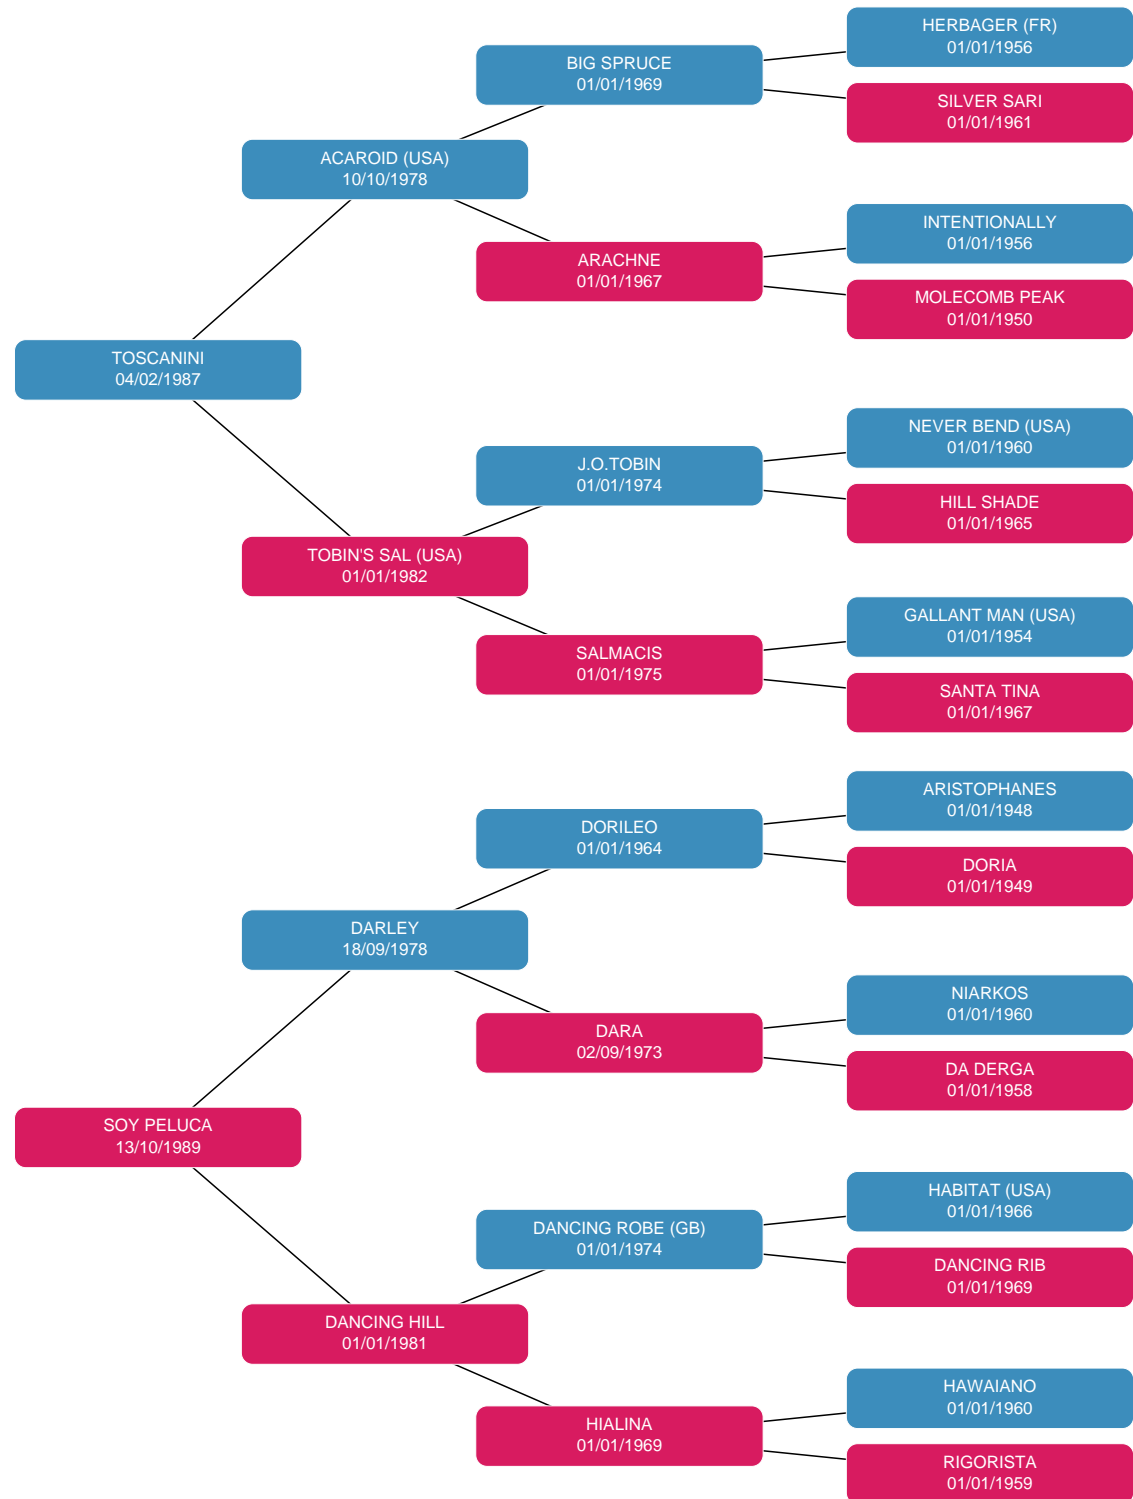 HERBAGER (FR)
01/01/1956
BIG SPRUCE
01/01/1969
SILVER SARI
01/01/1961
ACAROID (USA)
10/10/1978
INTENTIONALLY
01/01/1956
ARACHNE
01/01/1967
MOLECOMB PEAK
01/01/1950
TOSCANINI
04/02/1987
NEVER BEND (USA)
01/01/1960
J.O.TOBIN
01/01/1974
HILL SHADE
01/01/1965
TOBIN'S SAL (USA)
01/01/1982
GALLANT MAN (USA)
01/01/1954
SALMACIS
01/01/1975
SANTA TINA
01/01/1967
ARISTOPHANES
01/01/1948
DORILEO
01/01/1964
DORIA
01/01/1949
DARLEY
18/09/1978
NIARKOS
01/01/1960
DARA
02/09/1973
DA DERGA
01/01/1958
SOY PELUCA
13/10/1989
HABITAT (USA)
01/01/1966
DANCING ROBE (GB)
01/01/1974
DANCING RIB
01/01/1969
DANCING HILL
01/01/1981
HAWAIANO
01/01/1960
HIALINA
01/01/1969
RIGORISTA
01/01/1959